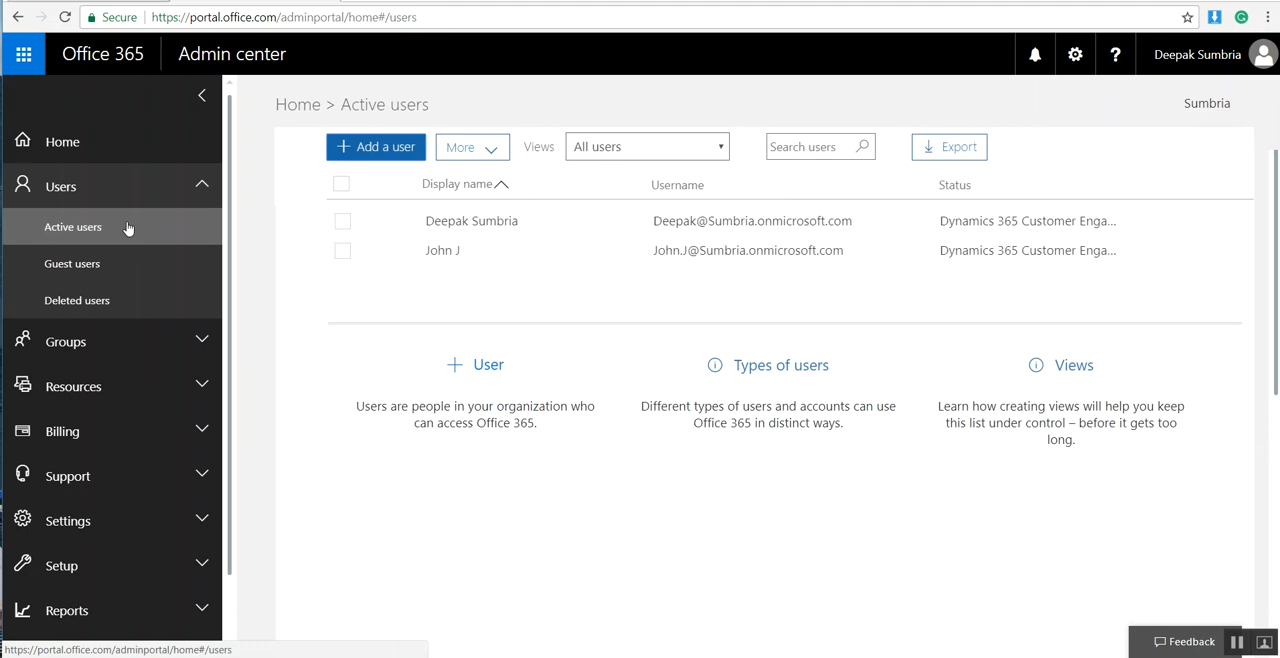 Secure https://portal.office.com/adminportal/home#/users
Office 365 Admin center Deepak Sumbria
Home > Active users Sumbria
Home
Users
Active users
Guest users
Deleted users
Groups
Resources
Billing
Support
Settings
Setup
Reports
+ Add a user More Views All users Search users Export
Display name Username Status
Deepak Sumbria Deepak@Sumbria.onmicrosoft.com Dynamics 365 Customer Enga...
John J John.J@Sumbria.onmicrosoft.com Dynamics 365 Customer Enga...
+ User
Users are people in your organization who
can access Office 365.
Types of users
Different types of users and accounts can use
Office 365 in distinct ways.
Views
Learn how creating views will help you keep
this list under control – before it gets too
long.
Feedback
https://portal.office.com/adminportal/home#/users